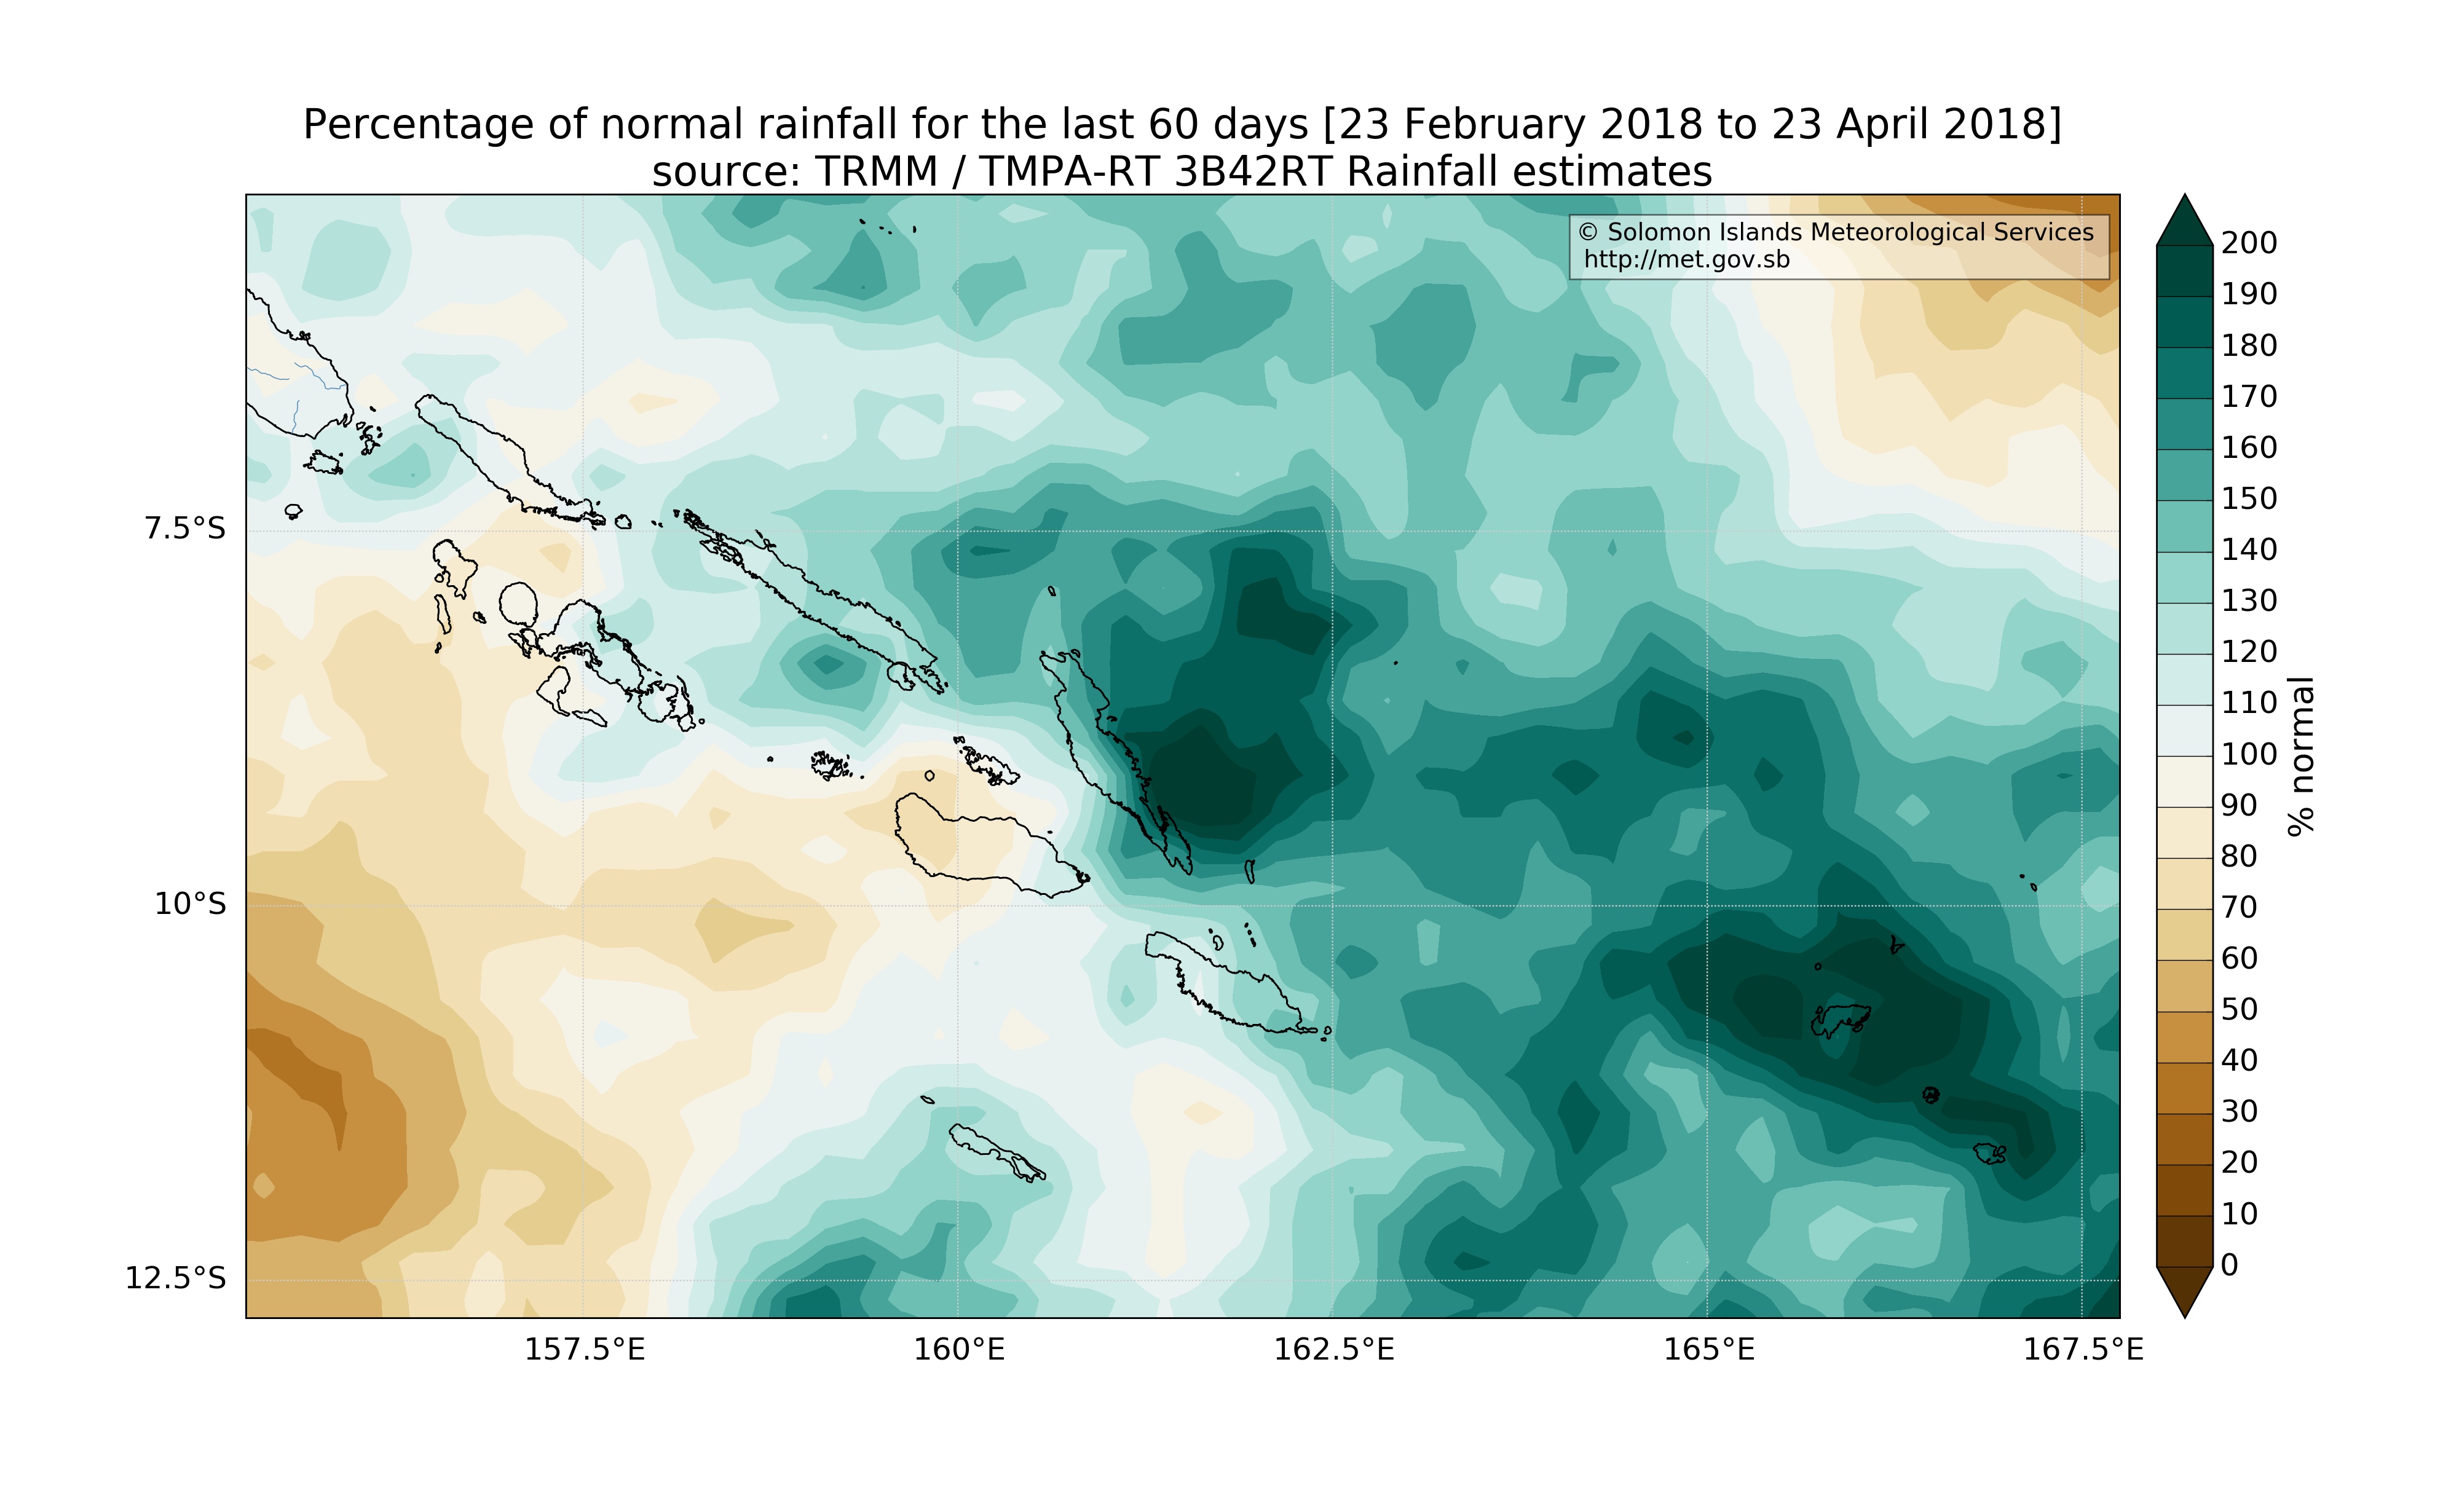 Percentage of normal rainfall for the last 60 days [23 February 2018 to 23 April 2018]
source: TRMM / TMPA-RT 3B42RT Rainfall estimates
© Solomon Islands Meteorological Services
http://met.gov.sb
7.5°S
10°S
12.5°S
157.5°E
160°E
162.5°E
165°E
167.5°E
200
190
180
170
160
150
140
130
120
110
100
90
80
70
60
50
40
30
20
10
0
% normal